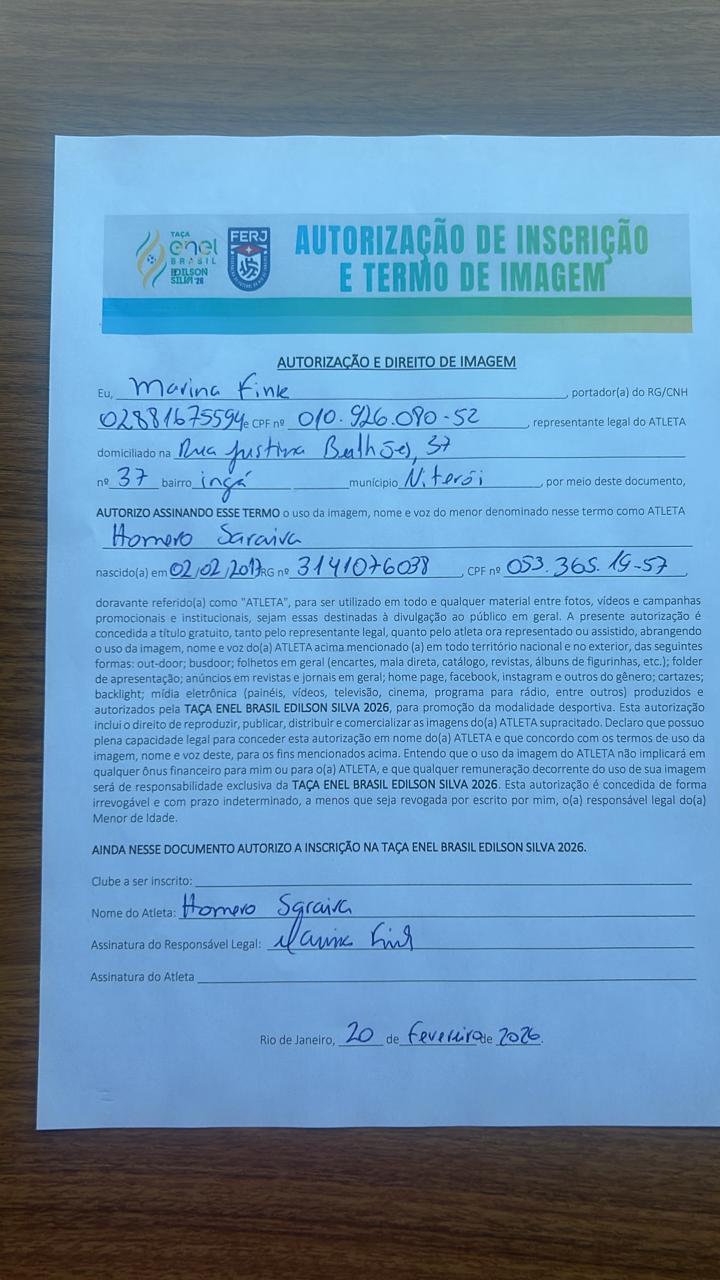 TAÇA
enel
BRASIL
EDILSON
SILVA '26
FERJ
AUTORIZAÇÃO DE INSCRIÇÃO
E TERMO DE IMAGEM
AUTORIZAÇÃO E DIREITO DE IMAGEM
Eu, Marina Fink, portador(a) do RG/CNH
02881675594 e CPF nº 010.926.090-52, representante legal do ATLETA
domiciliado na Rua Justina Bulhões, 37
nº 37 bairro ingá município Niterói, por meio deste documento,
AUTORIZO ASSINANDO ESSE TERMO o uso da imagem, nome e voz do menor denominado nesse termo como ATLETA
Homero Saraiva
nascido(a) em 02/02/2017 RG nº 3141076038, CPF nº 053.365.19-57,
doravante referido(a) como "ATLETA", para ser utilizado em todo e qualquer material entre fotos, vídeos e campanhas
promocionais e institucionais, sejam essas destinadas à divulgação ao público em geral. A presente autorização é
concedida a título gratuito, tanto pelo representante legal, quanto pelo atleta ora representado ou assistido, abrangendo
o uso da imagem, nome e voz do(a) ATLETA acima mencionado (a) em todo território nacional e no exterior, das seguintes
formas: out-door; busdoor; folhetos em geral (encartes, mala direta, catálogo, revistas, álbuns de figurinhas, etc.); folder
de apresentação; anúncios em revistas e jornais em geral; home page, facebook, instagram e outros do gênero; cartazes;
backlight; mídia eletrônica (painéis, vídeos, televisão, cinema, programa para rádio, entre outros) produzidos e
autorizados pela TAÇA ENEL BRASIL EDILSON SILVA 2026, para promoção da modalidade desportiva. Esta autorização
inclui o direito de reproduzir, publicar, distribuir e comercializar as imagens do(a) ATLETA supracitado. Declaro que possuo
plena capacidade legal para conceder esta autorização em nome do(a) ATLETA e que concordo com os termos de uso da
imagem, nome e voz deste, para os fins mencionados acima. Entendo que o uso da imagem do ATLETA não implicará em
qualquer ônus financeiro para mim ou para o(a) ATLETA, e que qualquer remuneração decorrente do uso de sua imagem
será de responsabilidade exclusiva da TAÇA ENEL BRASIL EDILSON SILVA 2026. Esta autorização é concedida de forma
irrevogável e com prazo indeterminado, a menos que seja revogada por escrito por mim, o(a) responsável legal do(a)
Menor de Idade.
AINDA NESSE DOCUMENTO AUTORIZO A INSCRIÇÃO NA TAÇA ENEL BRASIL EDILSON SILVA 2026.
Clube a ser inscrito:
Nome do Atleta: Homero Saraiva
Assinatura do Responsável Legal: Marina Fink
Assinatura do Atleta
Rio de Janeiro, 20 de Fevereiro de 2026.